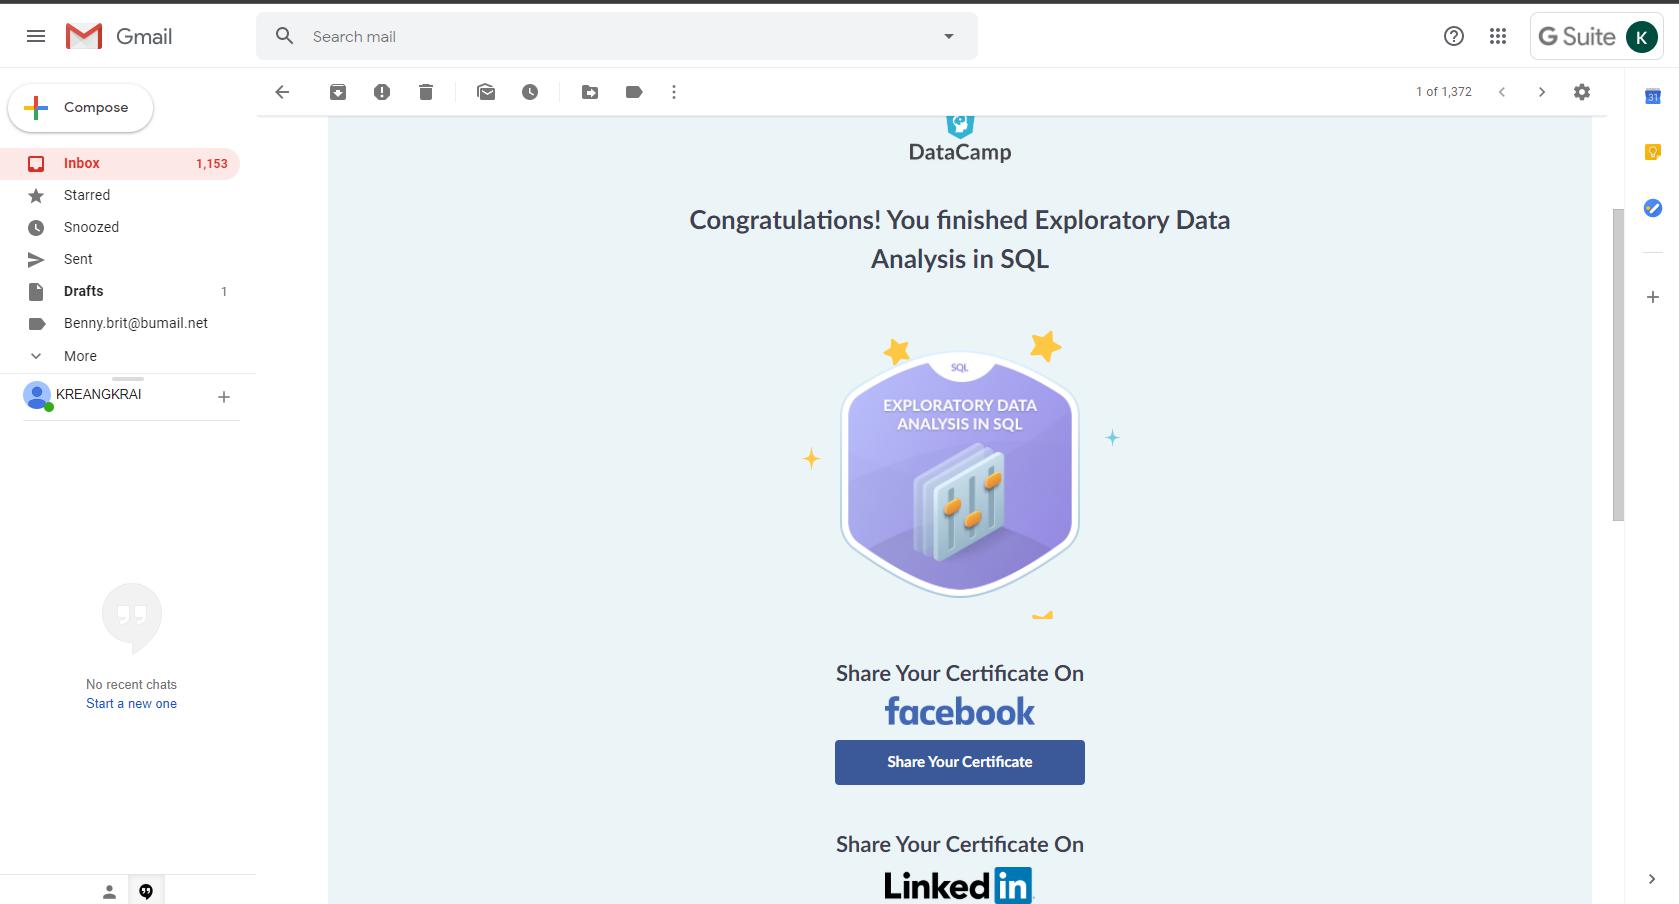 Gmail
Search mail
G Suite
K
Compose
1 of 1,372
31
Inbox 1,153
Starred
Snoozed
Sent
Drafts 1
Benny.brit@bumail.net
More
KREANGKRAI
No recent chats
Start a new one
DataCamp
Congratulations! You finished Exploratory Data
Analysis in SQL
SQL
EXPLORATORY DATA
ANALYSIS IN SQL
Share Your Certificate On
facebook
Share Your Certificate
Share Your Certificate On
Linked in